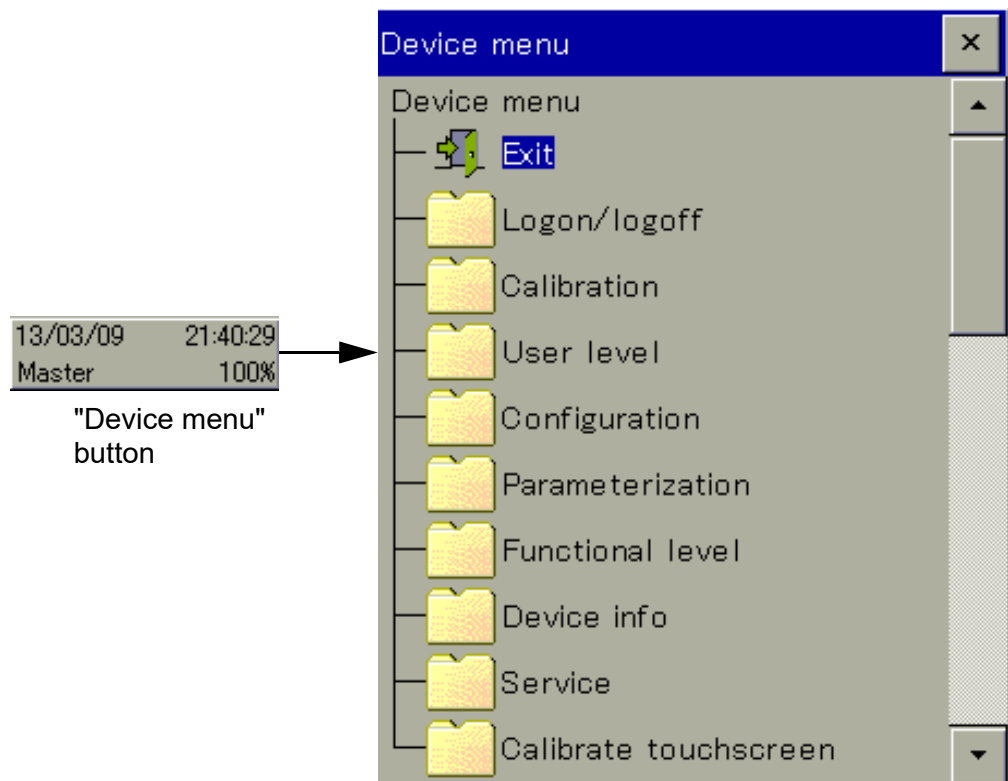 Device menu
Device menu
Exit
Logon/logoff
Calibration
User level
Configuration
Parameterization
Functional level
Device info
Service
Calibrate touchscreen
13/03/09 21:40:29
Master 100%
"Device menu"
button